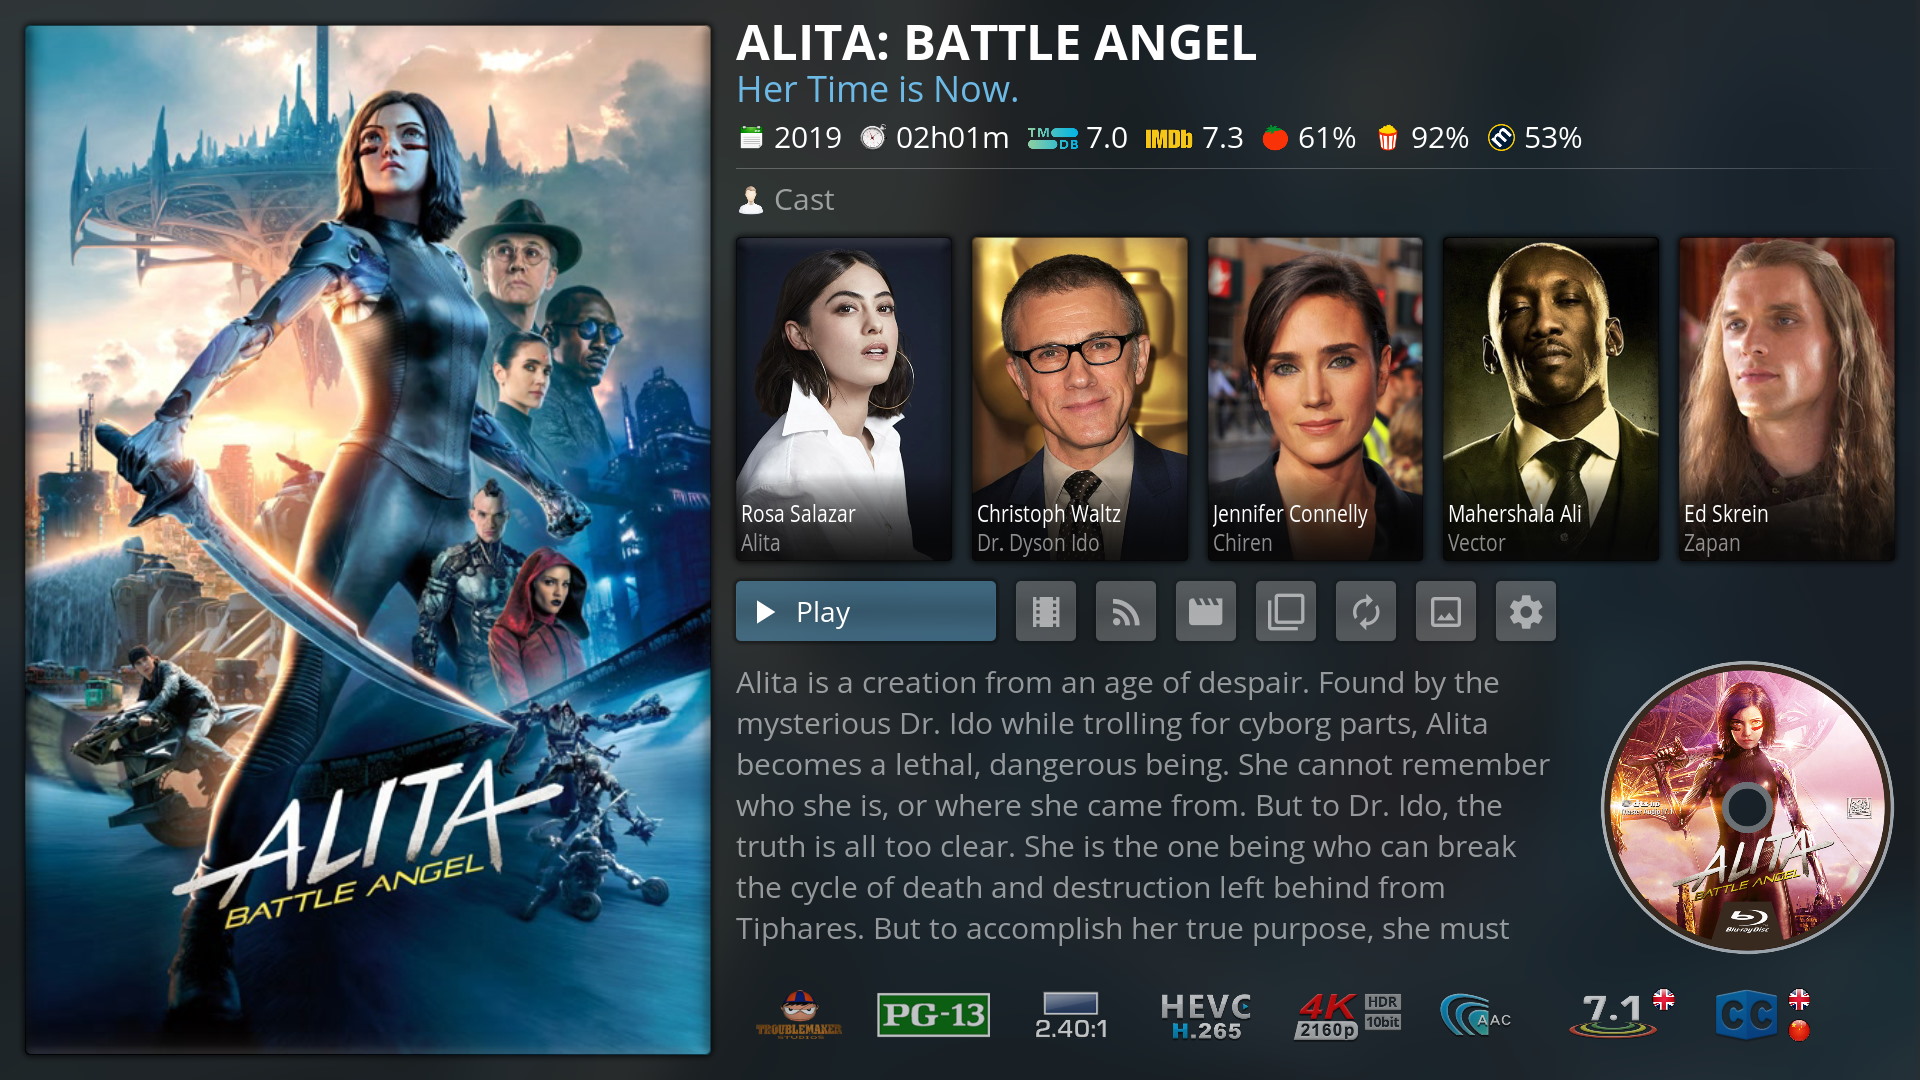 ALITA: BATTLE ANGEL
Her Time is Now.
2019 02h01m TMDB 7.0 IMDb 7.3 61% 92% m 53%
Cast
Rosa Salazar
Alita
Christoph Waltz
Dr. Dyson Ido
Jennifer Connelly
Chiren
Mahershala Ali
Vector
Ed Skrein
Zapan
Play
Alita is a creation from an age of despair. Found by the
mysterious Dr. Ido while trolling for cyborg parts, Alita
becomes a lethal, dangerous being. She cannot remember
who she is, or where she came from. But to Dr. Ido, the
truth is all too clear. She is the one being who can break
the cycle of death and destruction left behind from
Tiphares. But to accomplish her true purpose, she must
ALITA
BATTLE ANGEL
ALITA
BATTLE ANGEL
Blu-ray Disc
TROUBLEMAKER
STUDIOS
PG-13
2.40:1
HEVC
H.265
4K
2160p
HDR
10bit
AAC
7.1
CC